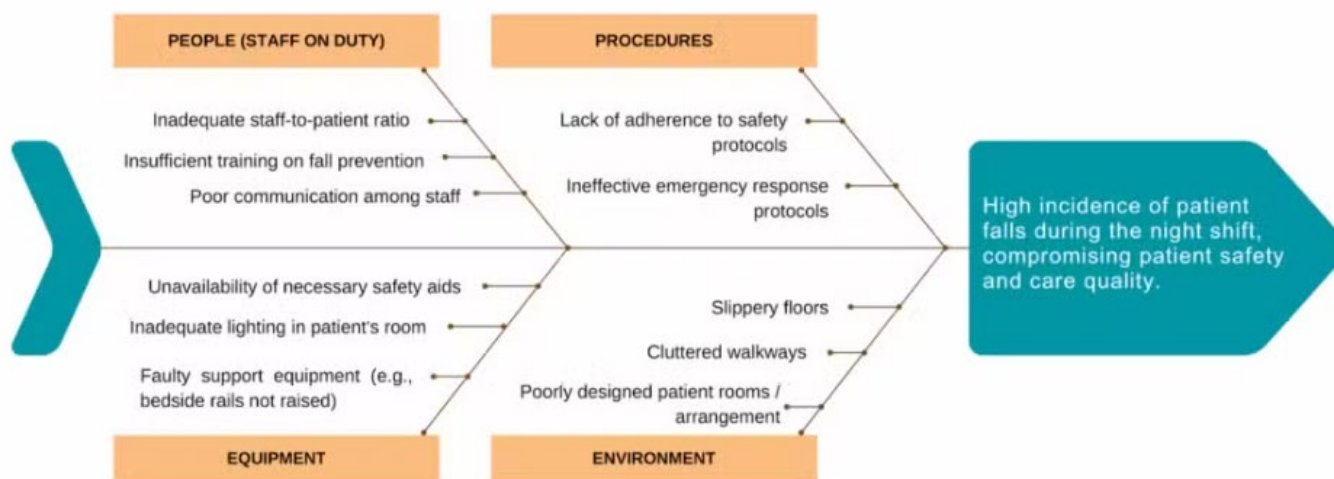 PEOPLE (STAFF ON DUTY)
Inadequate staff-to-patient ratio
Insufficient training on fall prevention
Poor communication among staff
PROCEDURES
Lack of adherence to safety
protocols
Ineffective emergency response
protocols
Unavailability of necessary safety aids
Inadequate lighting in patient's room
Faulty support equipment (e.g.,
bedside rails not raised)
EQUIPMENT
Slippery floors
Cluttered walkways
Poorly designed patient rooms /
arrangement
ENVIRONMENT
High incidence of patient
falls during the night shift,
compromising patient safety
and care quality.